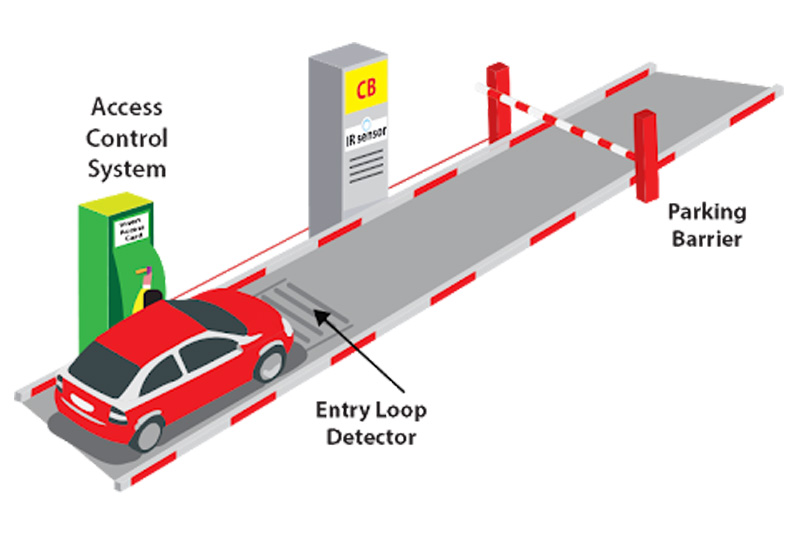 Access
Control
System
CB
IR sensor
Parking
Barrier
Entry Loop
Detector